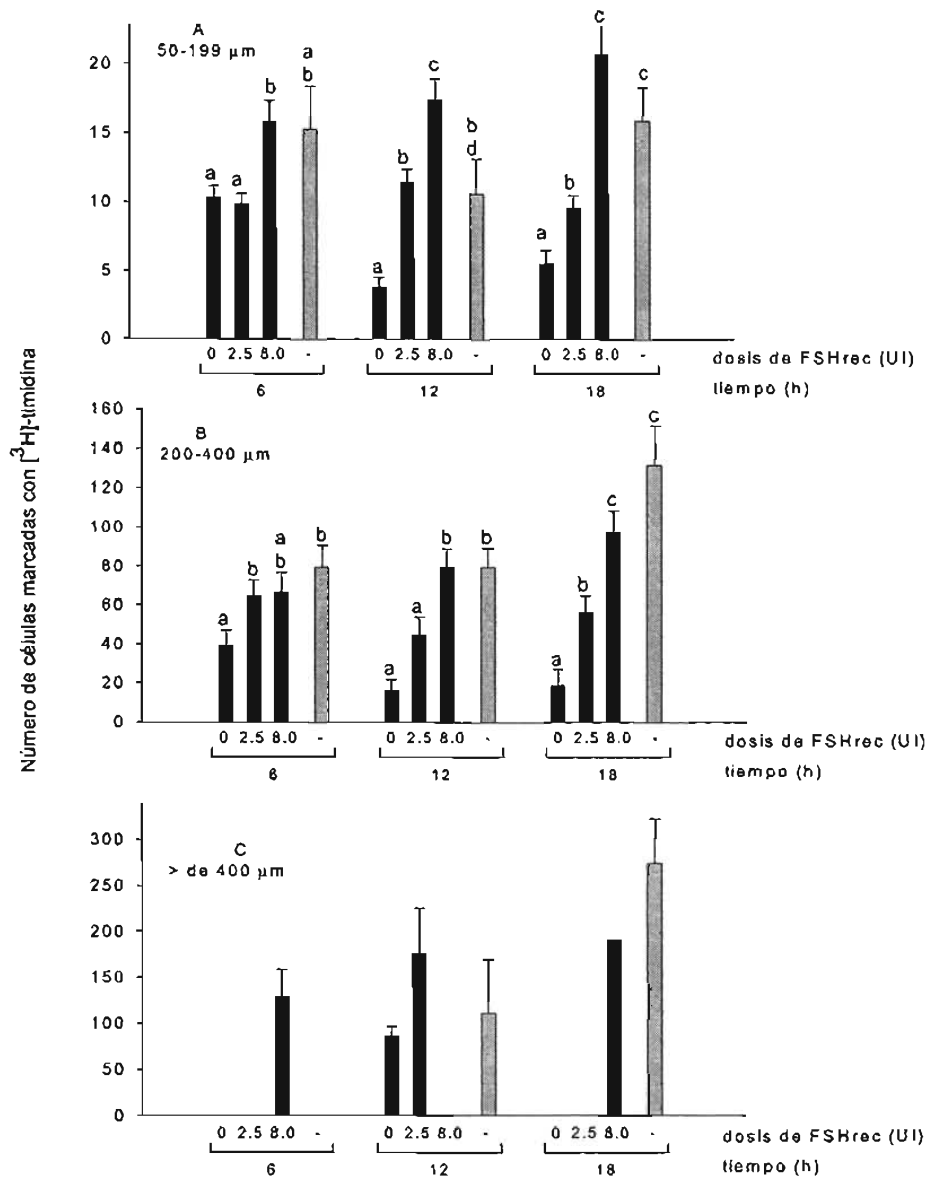 Número de células marcadas con [³H]-timidina
A
50-199 µm
20
15
10
5
0
a a b a b
a b c b d
a b c c
0 2.5 8.0 -
0 2.5 8.0 -
0 2.5 8.0 -
dosis de FSHrec (UI)
6 12 18
tiempo (h)
B
200-400 µm
160
140
120
100
80
60
40
20
0
a b a b b
a a b b
a b c c
0 2.5 8.0 -
0 2.5 8.0 -
0 2.5 8.0 -
dosis de FSHrec (UI)
6 12 18
tiempo (h)
C
> de 400 µm
300
250
200
150
100
50
0
0 2.5 8.0 -
0 2.5 8.0 -
0 2.5 8.0 -
dosis de FSHrec (UI)
6 12 18
tiempo (h)